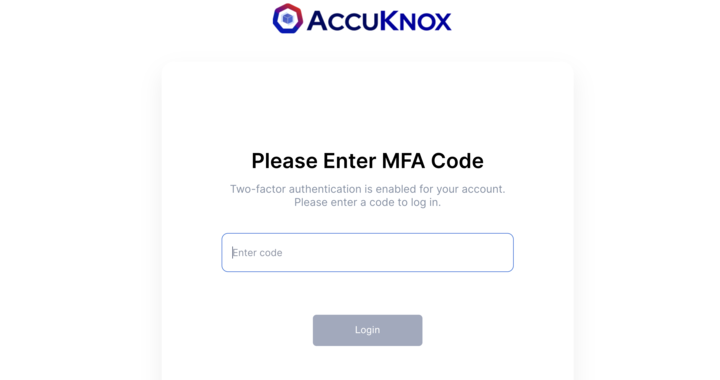 ACCUKNOX
Please Enter MFA Code
Two-factor authentication is enabled for your account.
Please enter a code to log in.
Enter code
Login